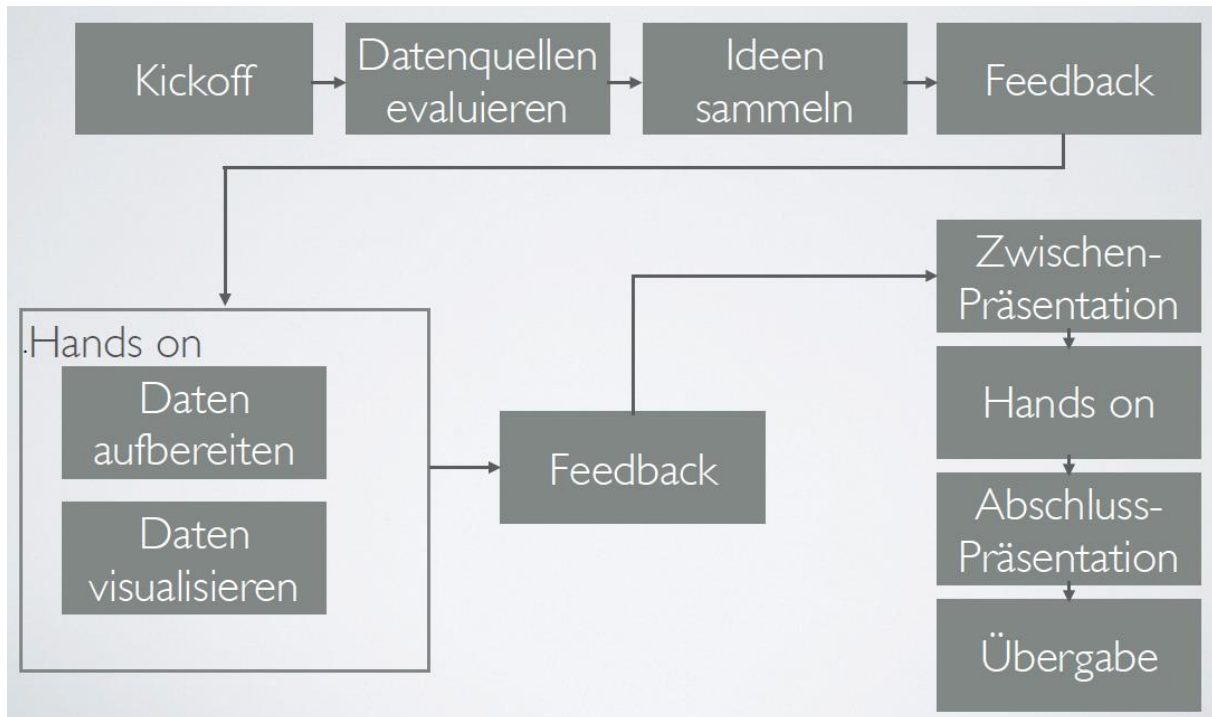 Kickoff
Datenquellen
evaluieren
Ideen
sammeln
Feedback
.Hands on
Daten
aufbereiten
Daten
visualisieren
Feedback
Zwischen-
Präsentation
Hands on
Abschluss-
Präsentation
Übergabe